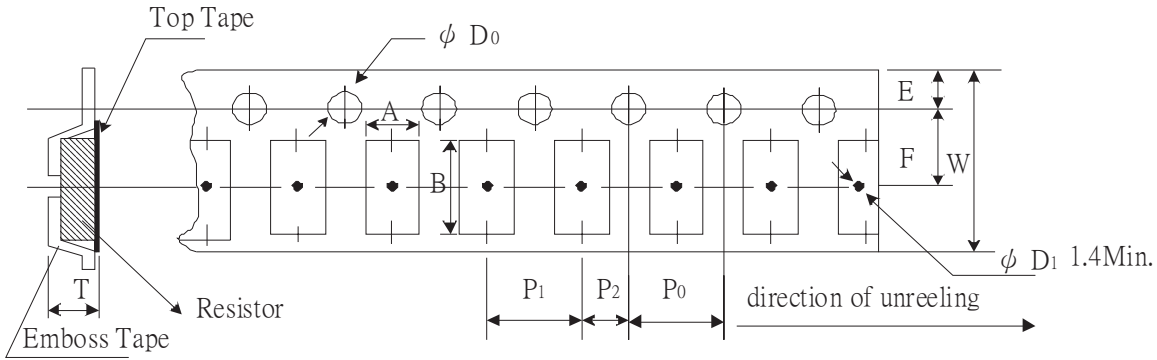 Top Tape
ϕ D0
E
A
F
W
B
ϕ D1 1.4Min.
T
P1
P2
P0
direction of unreeling
Resistor
Emboss Tape